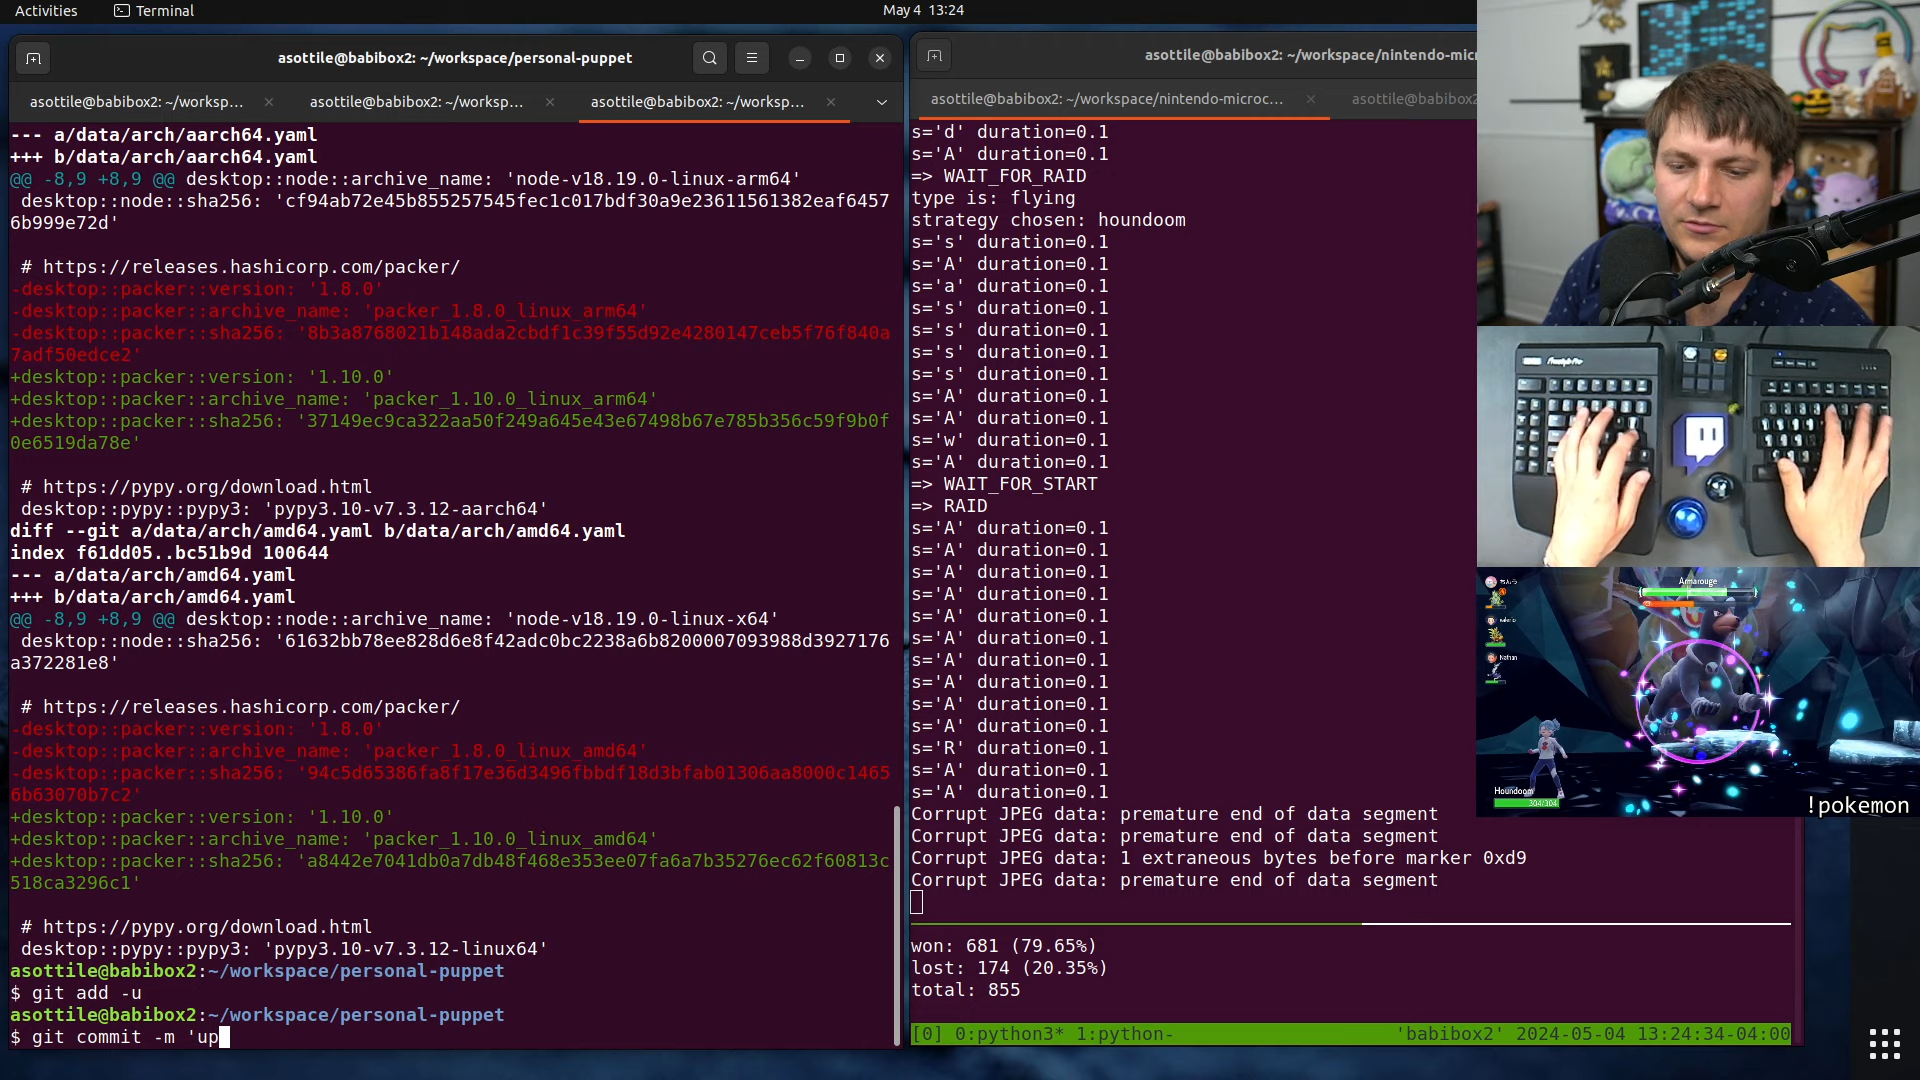 Activities
Terminal
May 4 13:24
asottile@babibox2: ~/workspace/personal-puppet
asottile@babibox2: ~/worksp…
asottile@babibox2: ~/worksp…
asottile@babibox2: ~/worksp…
--- a/data/arch/aarch64.yaml
+++ b/data/arch/aarch64.yaml
@@ -8,9 +8,9 @@ desktop::node::archive_name: 'node-v18.19.0-linux-arm64'
desktop::node::sha256: 'cf94ab72e45b855257545fec1c017bdf30a9e23611561382eaf6457
6b999e72d'
# https://releases.hashicorp.com/packer/
-desktop::packer::version: '1.8.0'
-desktop::packer::archive_name: 'packer_1.8.0_linux_arm64'
-desktop::packer::sha256: '8b3a8768021b148ada2cbdf1c39f55d92e4280147ceb5f76f840a
7adf50edce2'
+desktop::packer::version: '1.10.0'
+desktop::packer::archive_name: 'packer_1.10.0_linux_arm64'
+desktop::packer::sha256: '37149ec9ca322aa50f249a645e43e67498b67e785b356c59f9b0f
0e6519da78e'
# https://pypy.org/download.html
desktop::pypy::pypy3: 'pypy3.10-v7.3.12-aarch64'
diff --git a/data/arch/amd64.yaml b/data/arch/amd64.yaml
index f61dd05..bc51b9d 100644
--- a/data/arch/amd64.yaml
+++ b/data/arch/amd64.yaml
@@ -8,9 +8,9 @@ desktop::node::archive_name: 'node-v18.19.0-linux-x64'
desktop::node::sha256: '61632bb78ee828d6e8f42adc0bc2238a6b8200007093988d3927176
a372281e8'
# https://releases.hashicorp.com/packer/
-desktop::packer::version: '1.8.0'
-desktop::packer::archive_name: 'packer_1.8.0_linux_amd64'
-desktop::packer::sha256: '94c5d65386fa8f17e36d3496fbbdf18d3bfab01306aa8000c1465
6b63070b7c2'
+desktop::packer::version: '1.10.0'
+desktop::packer::archive_name: 'packer_1.10.0_linux_amd64'
+desktop::packer::sha256: 'a8442e7041db0a7db48f468e353ee07fa6a7b35276ec62f60813c
518ca3296c1'
# https://pypy.org/download.html
desktop::pypy::pypy3: 'pypy3.10-v7.3.12-linux64'
asottile@babibox2:~/workspace/personal-puppet
$ git add -u
asottile@babibox2:~/workspace/personal-puppet
$ git commit -m 'up
asottile@babibox2: ~/workspace/nintendo-micr
asottile@babibox2: ~/workspace/nintendo-microc…
asottile@babibox2
s='d' duration=0.1
s='A' duration=0.1
=> WAIT_FOR_RAID
type is: flying
strategy chosen: houndoom
s='s' duration=0.1
s='A' duration=0.1
s='a' duration=0.1
s='s' duration=0.1
s='s' duration=0.1
s='s' duration=0.1
s='s' duration=0.1
s='A' duration=0.1
s='A' duration=0.1
s='w' duration=0.1
s='A' duration=0.1
=> WAIT_FOR_START
=> RAID
s='A' duration=0.1
s='A' duration=0.1
s='A' duration=0.1
s='A' duration=0.1
s='A' duration=0.1
s='A' duration=0.1
s='A' duration=0.1
s='A' duration=0.1
s='A' duration=0.1
s='A' duration=0.1
s='R' duration=0.1
s='A' duration=0.1
s='A' duration=0.1
Corrupt JPEG data: premature end of data segment
Corrupt JPEG data: premature end of data segment
Corrupt JPEG data: 1 extraneous bytes before marker 0xd9
Corrupt JPEG data: premature end of data segment
won: 681 (79.65%)
lost: 174 (20.35%)
total: 855
[0] 0:python3* 1:python-
'babibox2' 2024-05-04 13:24:34-04:00
Armarouge
Nathan
Houndoom
304/304
!pokemon